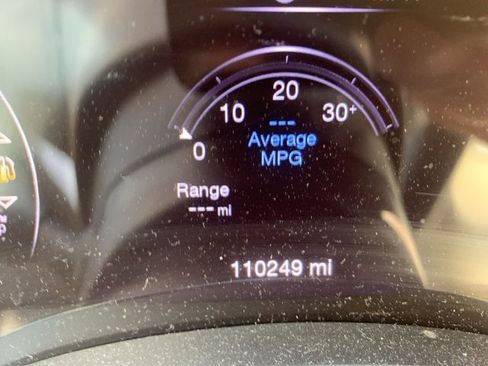 20
10 30+
---
0
Average
MPG
Range
--- mi
110249 mi